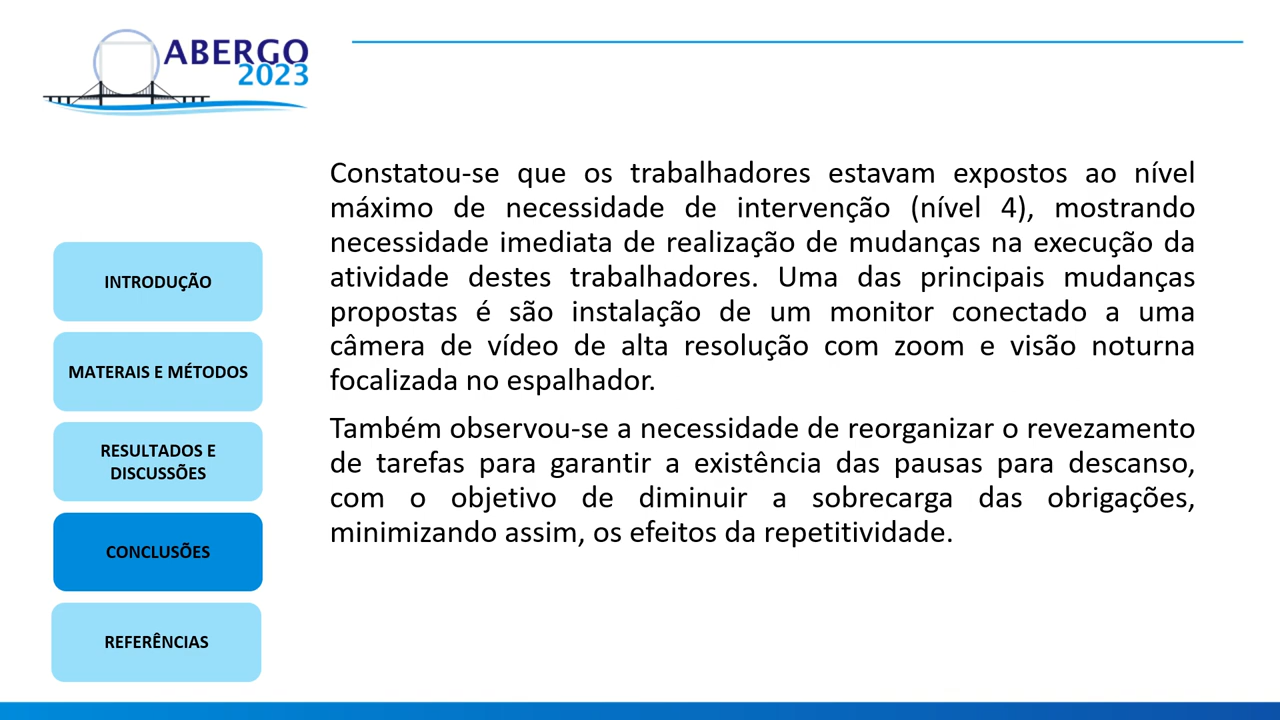 ABERGO
2023
Constatou-se que os trabalhadores estavam expostos ao nível
máximo de necessidade de intervenção (nível 4), mostrando
necessidade imediata de realização de mudanças na execução da
atividade destes trabalhadores. Uma das principais mudanças
propostas é são instalação de um monitor conectado a uma
câmera de vídeo de alta resolução com zoom e visão noturna
focalizada no espalhador.
Também observou-se a necessidade de reorganizar o revezamento
de tarefas para garantir a existência das pausas para descanso,
com o objetivo de diminuir a sobrecarga das obrigações,
minimizando assim, os efeitos da repetitividade.
INTRODUÇÃO
MATERAIS E MÉTODOS
RESULTADOS E
DISCUSSÕES
CONCLUSÕES
REFERÊNCIAS